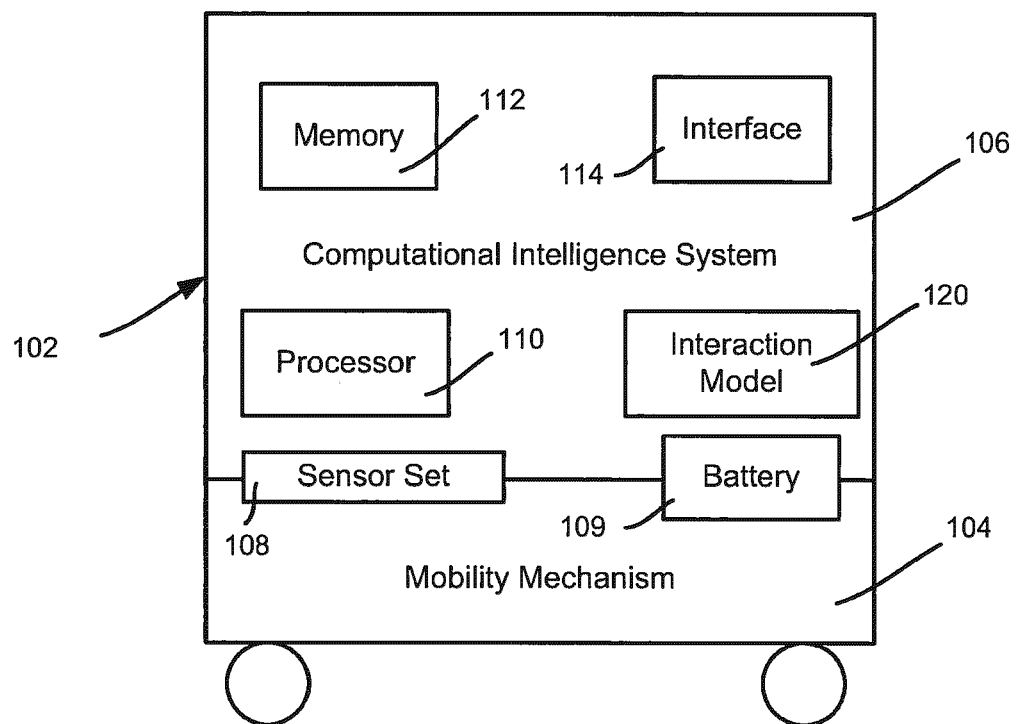 Memory
112
Interface
114
106
Computational Intelligence System
102
120
Processor
110
Interaction
Model
Sensor Set
Battery
108
109
104
Mobility Mechanism